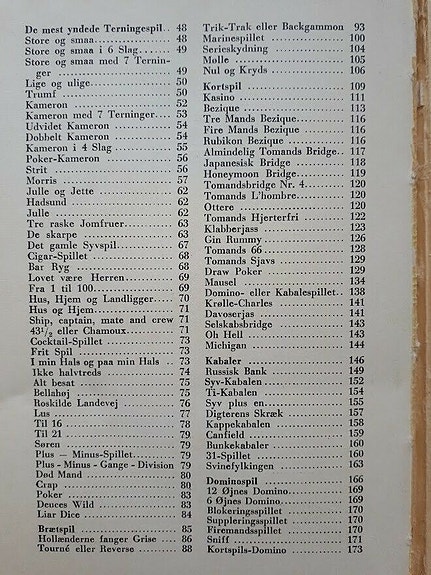 De mest yndede Terningespil.. 48
Store og smaa ................ 48
Store og smaa i 6 Slag........ 49
Store og smaa med 7 Ternin-
ger ........................ 49
Lige og ulige.................. 50
Trumf ........................ 50
Kameron ...................... 52
Kameron med 7 Terninger.... 53
Udvidet Kameron ............ 54
Dobbelt Kameron ............ 54
Kameron i 4 Slag ............ 55
Poker-Kameron .............. 56
Strit .......................... 56
Morris ........................ 57
Julle og Jette ................ 62
Hadsund ...................... 62
Julle .......................... 62
Tre raske Jomfruer............ 63
De skarpe .................... 63
Det gamle Syvspil............ 67
Cigar-Spillet .................. 68
Bar Ryg ...................... 68
Lovet være Herren............ 69
Fra 1 til 100.................. 69
Hus, Hjem og Landligger.... 70
Hus og Hjem.................. 71
Ship, captain, mate and crew 71
43¹/₂ eller Chamoux.......... 71
Cocktail-Spillet .............. 73
Frit Spil ...................... 73
I min Hals og paa min Hals .. 73
Ikke halvtreds ................ 74
Alt besat ...................... 75
Bellahøj ...................... 75
Roskilde Landevej ............ 76
Lus .......................... 77
Til 16 ........................ 78
Til 21 ........................ 79
Søren ........................ 79
Plus — Minus-Spillet.......... 79
Plus - Minus - Gange - Division 79
Død Mand .................... 80
Crap .......................... 80
Poker ........................ 83
Deuces Wild .................. 83
Liar Dice .................... 84
Brætspil ...................... 85
Hollænderne fanger Grise .... 86
Tourné eller Reverse .......... 88
Trik-Trak eller Backgammon 93
Marinespillet .................. 100
Serieskydning ................ 104
Mølle ........................ 105
Nul og Kryds ................ 106
Kortspil ...................... 109
Kasino ........................ 111
Bezique ...................... 113
Tre Mands Bezique............ 116
Fire Mands Bezique .......... 116
Rubikon Bezique ............ 116
Almindelig Tomands Bridge.. 117
Japanesisk Bridge ............ 118
Honeymoon Bridge............ 119
Tomandsbridge Nr. 4.......... 120
Tomands L'hombre............ 120
Ottere ........................ 120
Tomands Hjerterfri .......... 122
Klabberjass .................. 123
Gin Rummy .................. 126
Tomands 66.................. 128
Tomands Sjavs .............. 129
Draw Poker .................. 129
Mausel ...................... 134
Domino- eller Kabalespillet.. 138
Krølle-Charles ................ 141
Davoserjas .................... 141
Selskabsbridge ................ 143
Oh Hell ...................... 143
Michigan .................... 144
Kabaler ...................... 146
Russisk Bank ................ 149
Syv-Kabalen .................. 152
Ti-Kabalen .................... 154
Syv plus en.................... 155
Digterens Skræk .............. 157
Kappekabalen ................ 158
Canfield ...................... 159
Bunkekabalen ................ 160
31-Spillet .................... 160
Svinefylkingen ................ 163
Dominospil .................. 166
12 Øjnes Domino.............. 169
6 Øjnes Domino.............. 169
Blokeringsspillet .............. 170
Suppleringsspillet ............ 170
Firemandsspillet .............. 170
Sniff .......................... 171
Kortspils-Domino ............ 173